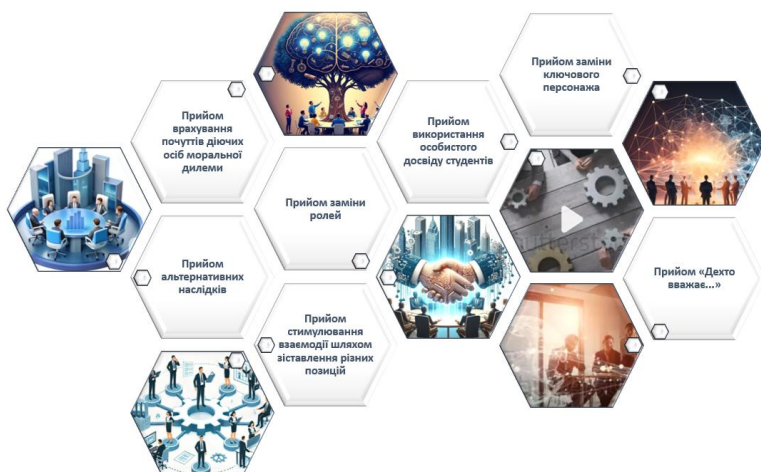 Прийом заміни
ключового
персонажа
Прийом
врахування
почуттів діючих
осіб моральної
дилеми
Прийом
використання
особистого
досвіду студентів
Прийом заміни
ролей
Прийом
альтернативних
наслідків
Прийом «Дехто
вважає...»
Прийом
стимулювання
взаємодії шляхом
зіставлення різних
позицій